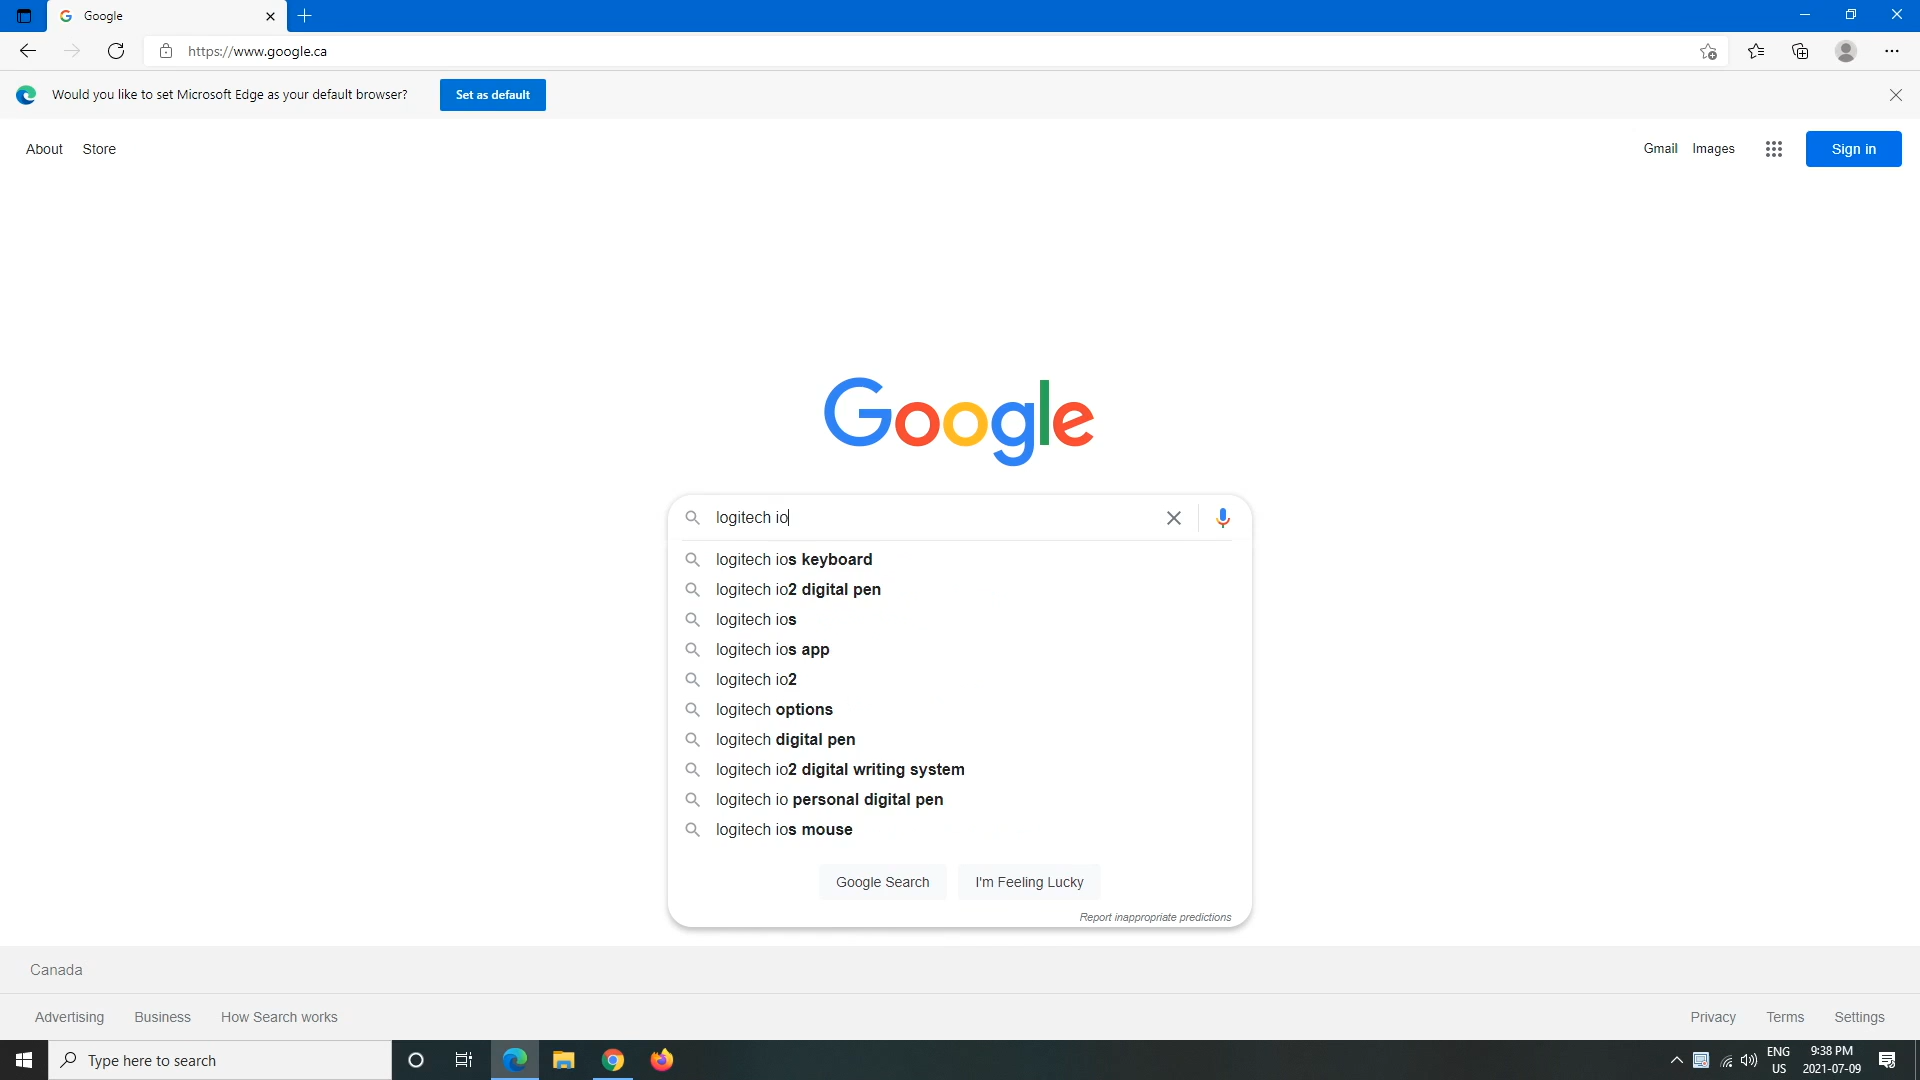 Google
https://www.google.ca
Would you like to set Microsoft Edge as your default browser? Set as default
About Store Gmail Images Sign in
Google
logitech io
logitech ios keyboard
logitech io2 digital pen
logitech ios
logitech ios app
logitech io2
logitech options
logitech digital pen
logitech io2 digital writing system
logitech io personal digital pen
logitech ios mouse
Google Search I'm Feeling Lucky
Report inappropriate predictions
Canada
Advertising Business How Search works Privacy Terms Settings
Type here to search
ENG 9:38 PM
US 2021-07-09